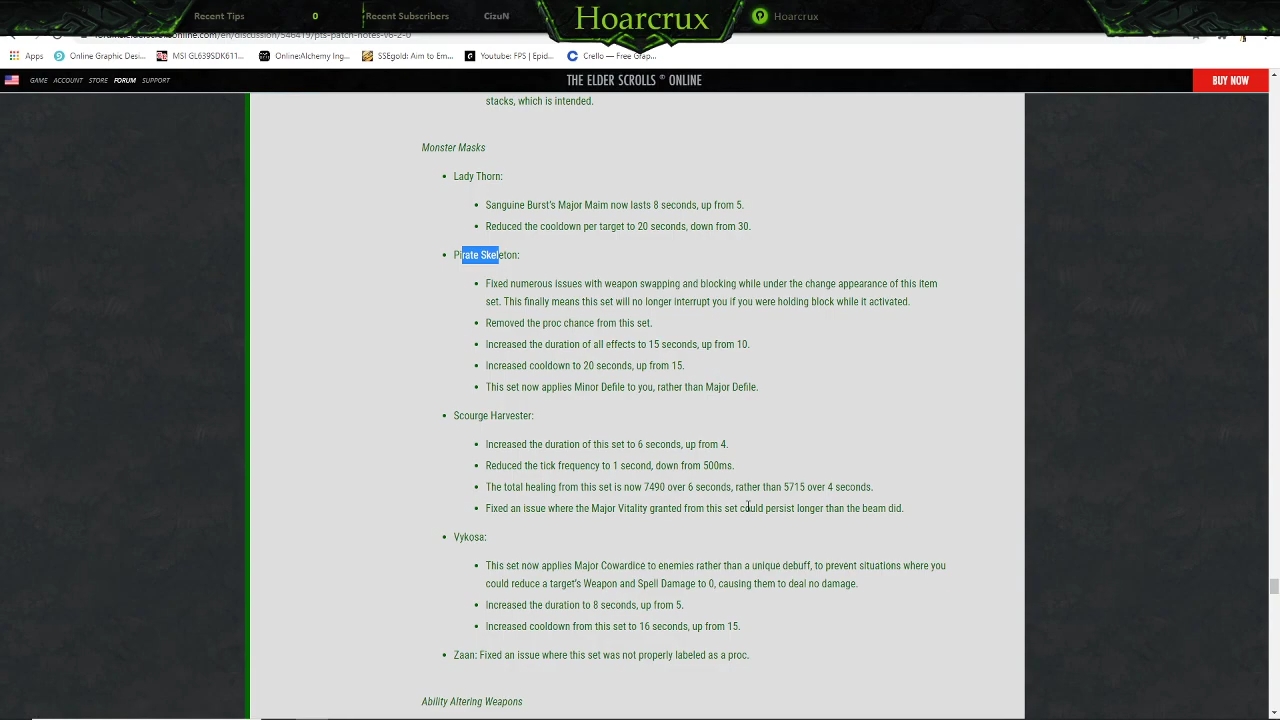 Recent Tips 0 Recent Subscribers CizuN Hoarcrux Hoarcrux
Apps Online Graphic Desi... MSI GL639SDK611... Online:Alchemy Ing... SSEgold: Aim to Em... Youtube: FPS | Epid... Crello — Free Grap...
GAME ACCOUNT STORE FORUM SUPPORT THE ELDER SCROLLS ® ONLINE BUY NOW
stacks, which is intended.
Monster Masks
• Lady Thorn:
• Sanguine Burst's Major Maim now lasts 8 seconds, up from 5.
• Reduced the cooldown per target to 20 seconds, down from 30.
• Pirate Skeleton:
• Fixed numerous issues with weapon swapping and blocking while under the change appearance of this item
set. This finally means this set will no longer interrupt you if you were holding block while it activated.
• Removed the proc chance from this set.
• Increased the duration of all effects to 15 seconds, up from 10.
• Increased cooldown to 20 seconds, up from 15.
• This set now applies Minor Defile to you, rather than Major Defile.
• Scourge Harvester:
• Increased the duration of this set to 6 seconds, up from 4.
• Reduced the tick frequency to 1 second, down from 500ms.
• The total healing from this set is now 7490 over 6 seconds, rather than 5715 over 4 seconds.
• Fixed an issue where the Major Vitality granted from this set could persist longer than the beam did.
• Vykosa:
• This set now applies Major Cowardice to enemies rather than a unique debuff, to prevent situations where you
could reduce a target's Weapon and Spell Damage to 0, causing them to deal no damage.
• Increased the duration to 8 seconds, up from 5.
• Increased cooldown from this set to 16 seconds, up from 15.
• Zaan: Fixed an issue where this set was not properly labeled as a proc.
Ability Altering Weapons